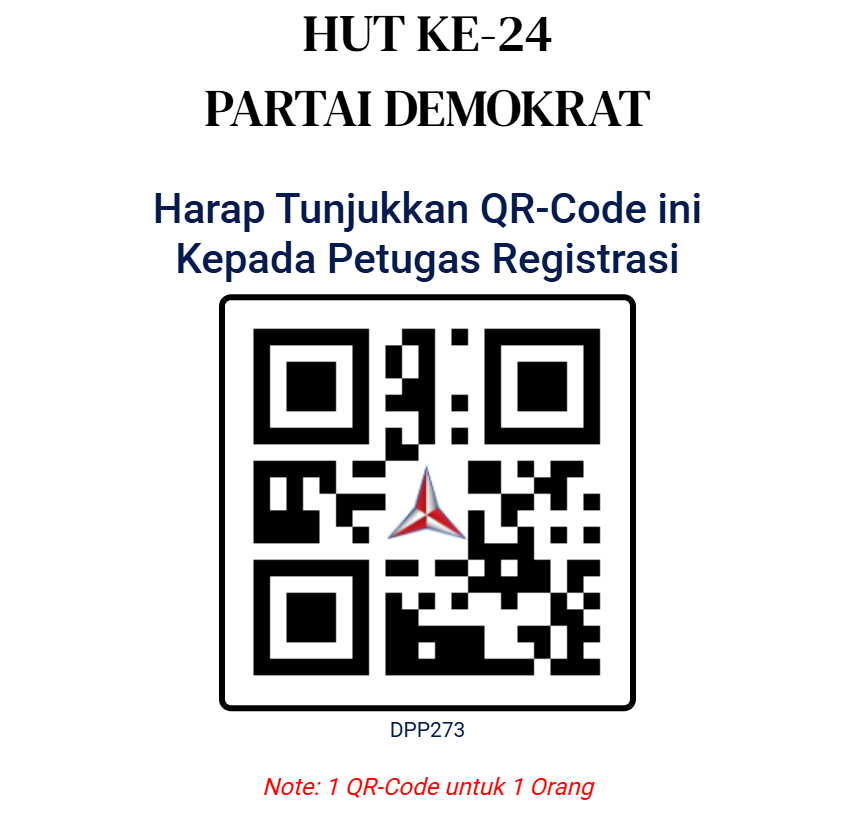 HUT KE-24
PARTAI DEMOKRAT
Harap Tunjukkan QR-Code ini
Kepada Petugas Registrasi
DPP273
Note: 1 QR-Code untuk 1 Orang